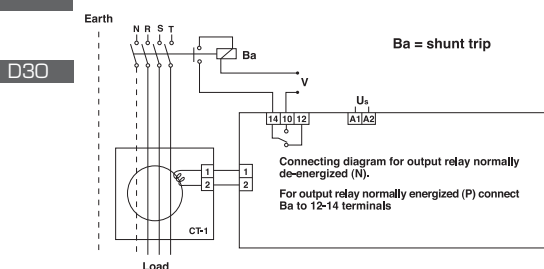 Earth
N R S T
Ba
Ba = shunt trip
D30
V
Us
14 10 12
A1 A2
1 1
2 2
Connecting diagram for output relay normally
de-energized (N).
For output relay normally energized (P) connect
Ba to 12-14 terminals
CT-1
Load